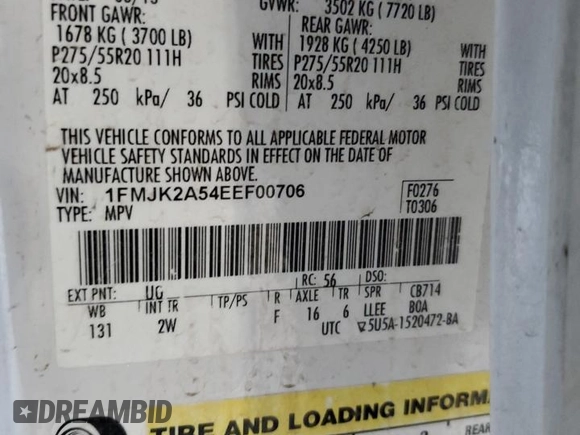 FRONT GAWR:
1678 KG ( 3700 LB)
P275/55R20 111H
20x8.5
AT 250 kPa/ 36 PSI COLD
WITH
TIRES
RIMS
GVWR: 3502 KG ( 7720 LB)
REAR GAWR:
1928 KG ( 4250 LB)
P275/55R20 111H
20x8.5
AT 250 kPa/ 36 PSI COLD
WITH
TIRES
RIMS
THIS VEHICLE CONFORMS TO ALL APPLICABLE FEDERAL MOTOR
VEHICLE SAFETY STANDARDS IN EFFECT ON THE DATE OF
MANUFACTURE SHOWN ABOVE.
VIN: 1FMJK2A54EEF00706
TYPE: MPV
F0276
T0306
EXT PNT: UG RC: 56 DSO:
WB INT TR TP/PS R AXLE TR SPR CB714
131 2W F 16 6 LLEE BOA
UTC 5U5A-1520472-BA
TIRE AND LOADING INFORM
REAR
DREAMBID